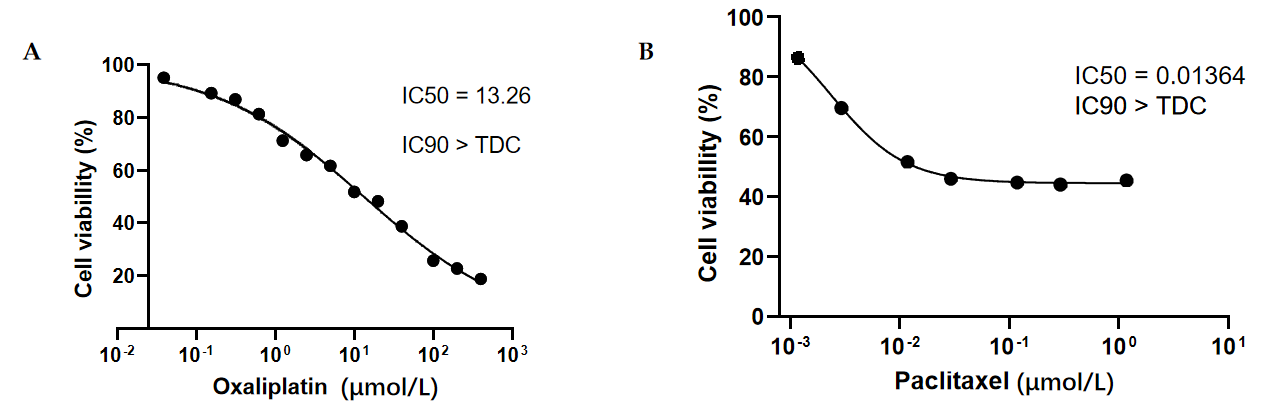 A
Cell viabillity (%)
100
80
60
40
20
10-2
10-1
100
101
102
103
Oxaliplatin (μmol/L)
IC50 = 13.26
IC90 > TDC
B
Cell viabillity (%)
100
80
60
40
20
0
10-3
10-2
10-1
100
101
Paclitaxel (μmol/L)
IC50 = 0.01364
IC90 > TDC